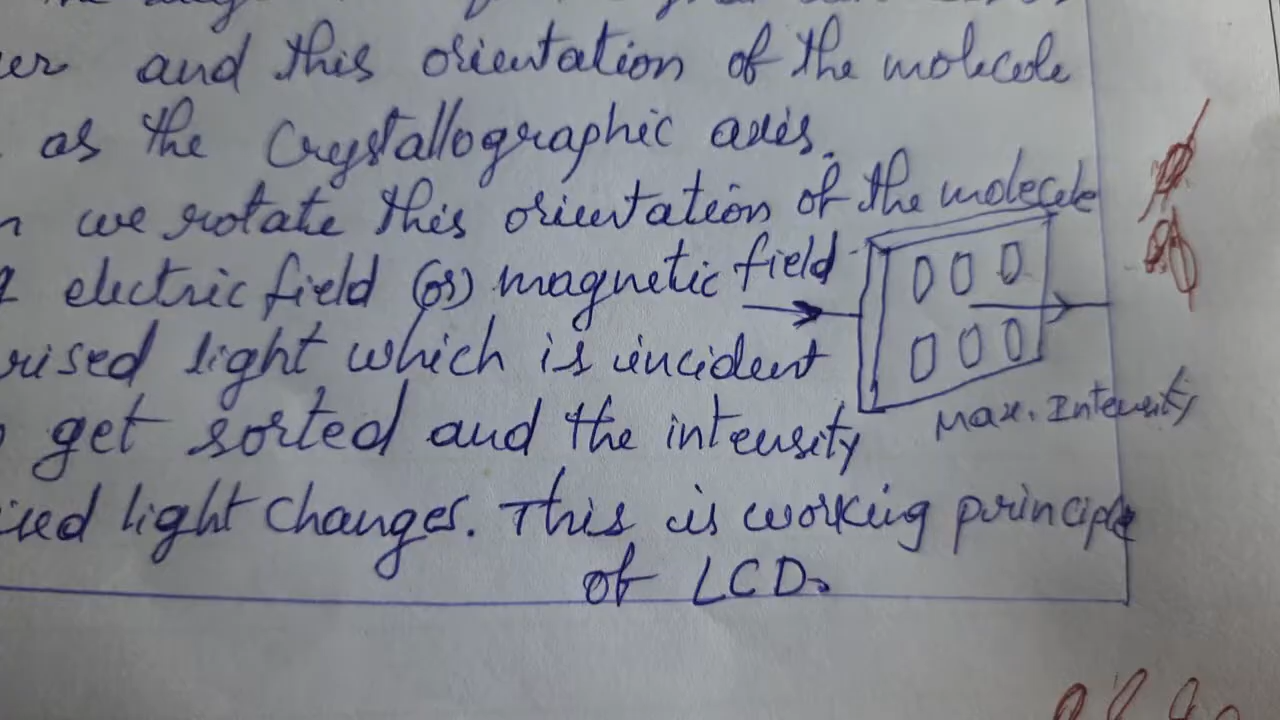 and this orientation of the molecule
as the Crystallographic axis.
we rotate this orientation of the molecule
electric field (or) magnetic field
rised light which is incident
get sorted and the intensity
Max. Intensity
light changes. This is working principle
of LCD.